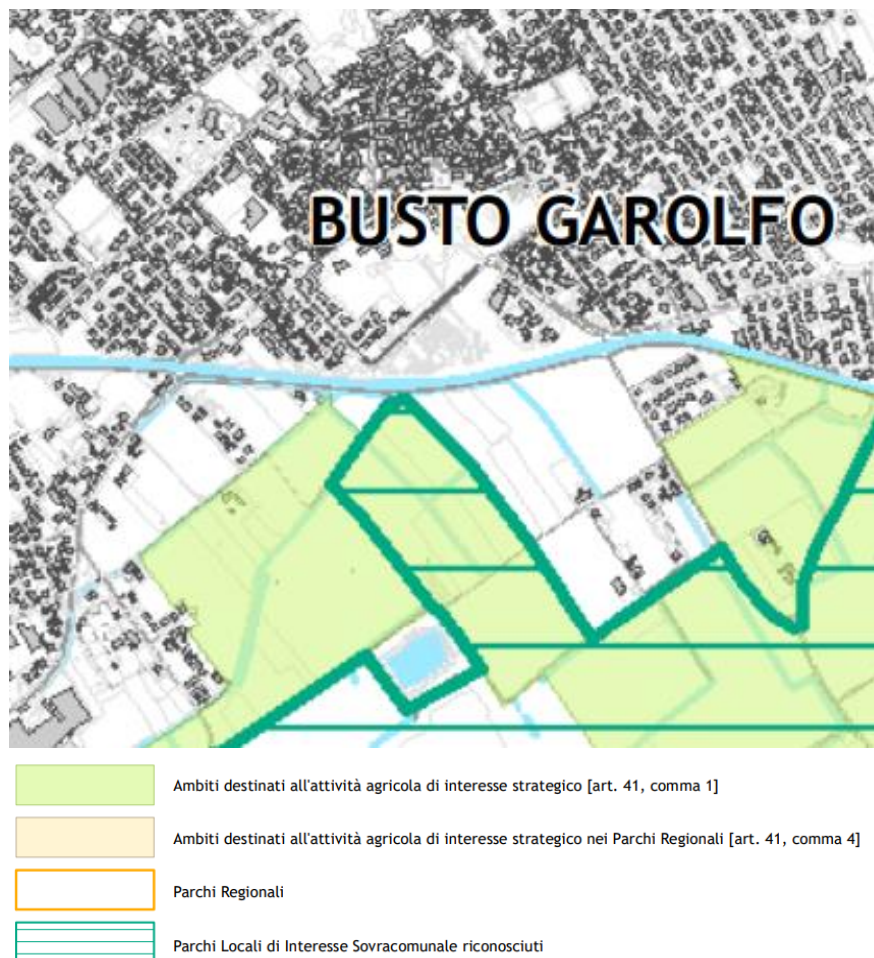 BUSTO GAROLFO
Ambiti destinati all'attività agricola di interesse strategico [art. 41, comma 1]
Ambiti destinati all'attività agricola di interesse strategico nei Parchi Regionali [art. 41, comma 4]
Parchi Regionali
Parchi Locali di Interesse Sovracomunale riconosciuti